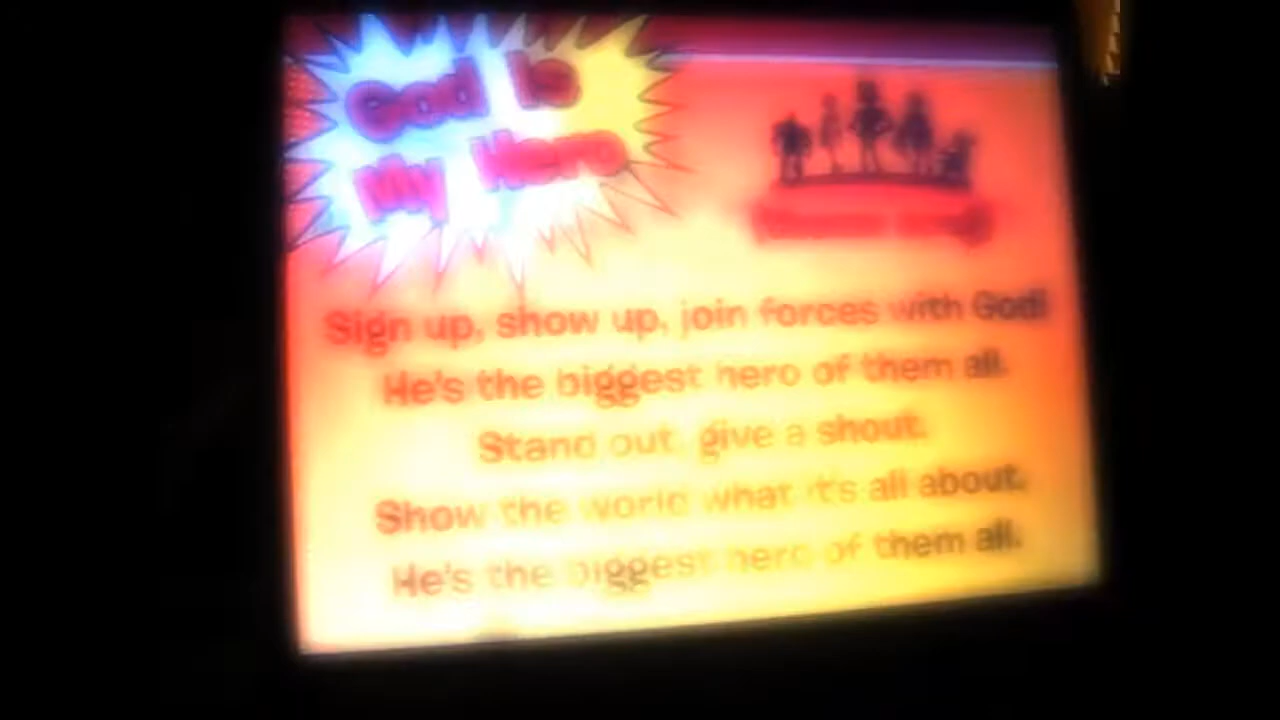 God is
My Hero
Sign up, show up, join forces with God!
He's the biggest hero of them all.
Stand out, give a shout.
Show the world what it's all about.
He's the biggest hero of them all.